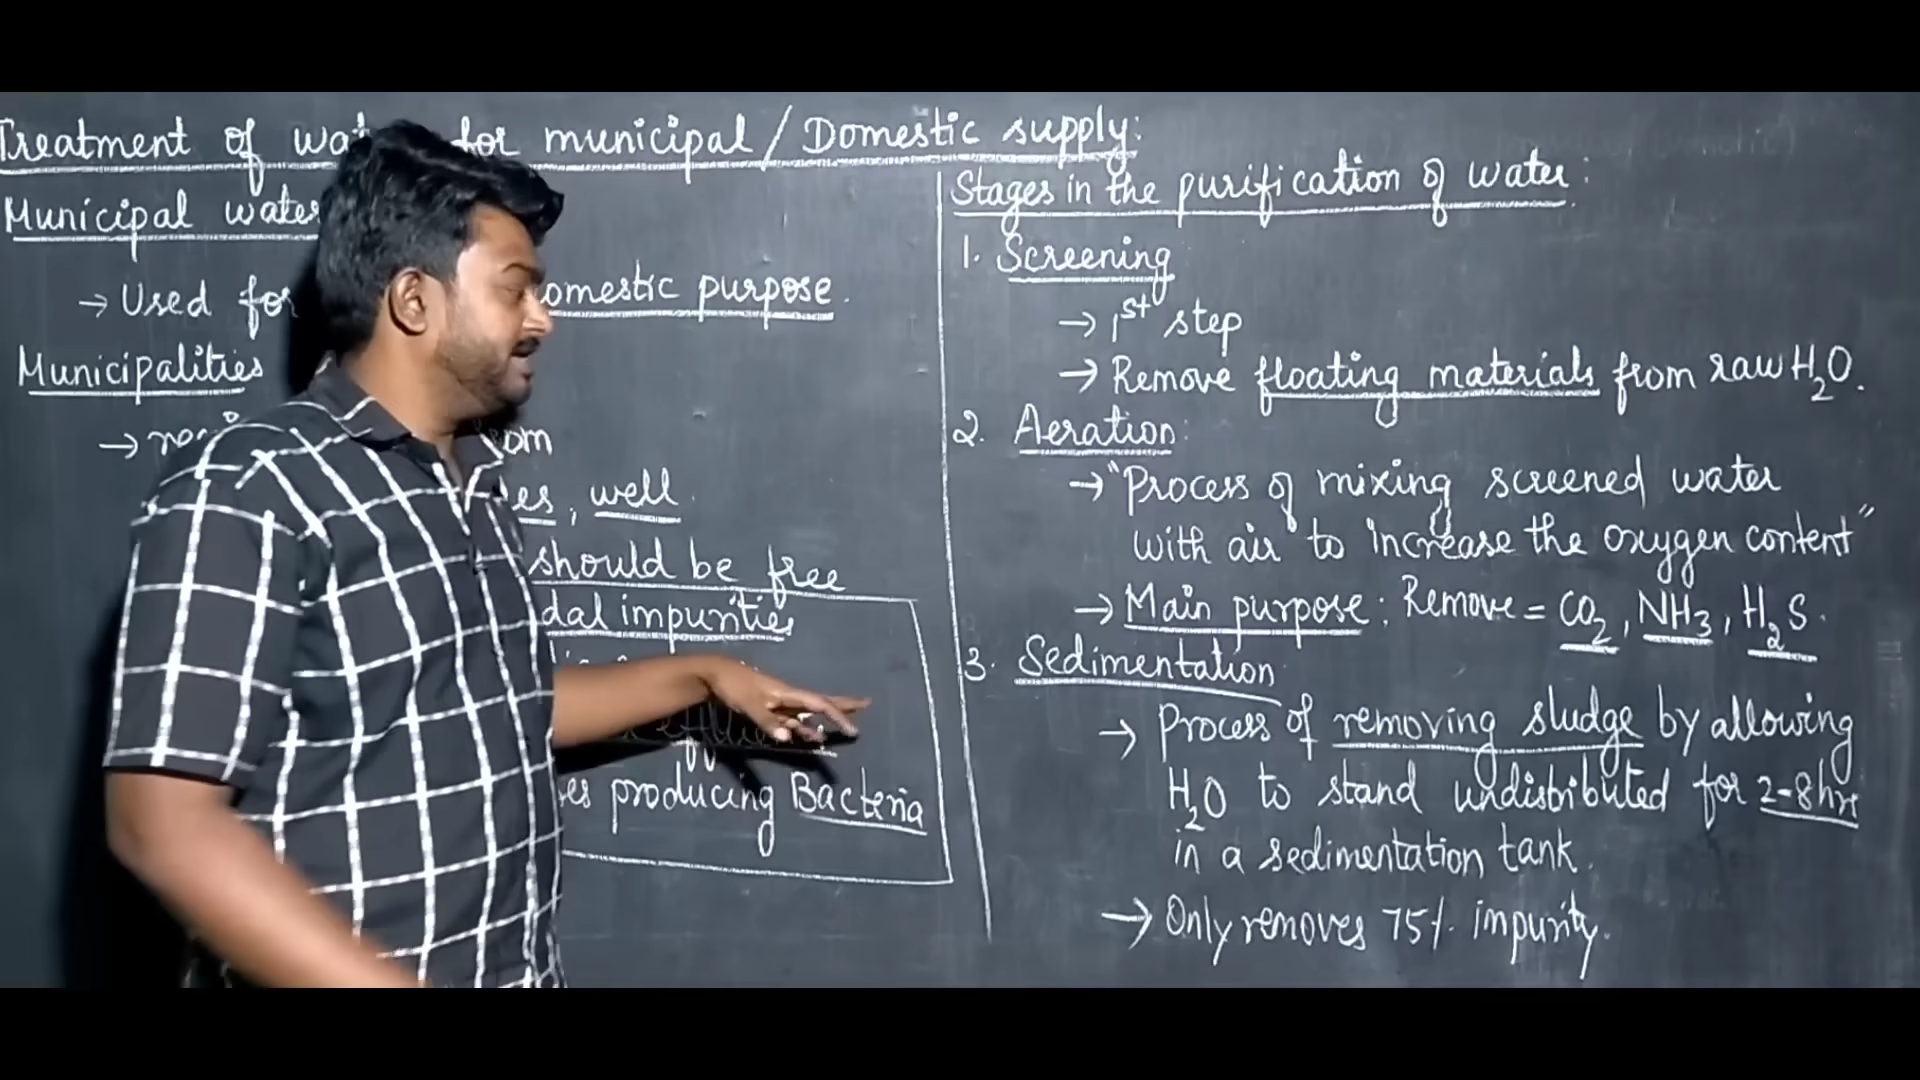 Treatment of for municipal / Domestic supply:
Municipal water
→ Used for omestic purpose.
Municipalities
→ om
es, well.
should be free
dal impurities
es producing Bacteria
Stages in the purification of water:
1. Screening
→ 1st step
→ Remove floating materials from raw H2O.
2. Aeration:
→ "Process of mixing screened water
with air to increase the oxygen content"
→ Main purpose: Remove = CO2, NH3, H2S.
3. Sedimentation
→ Process of removing sludge by allowing
H2O to stand undistributed for 2-8hrs
in a sedimentation tank.
→ Only removes 75% impurity.